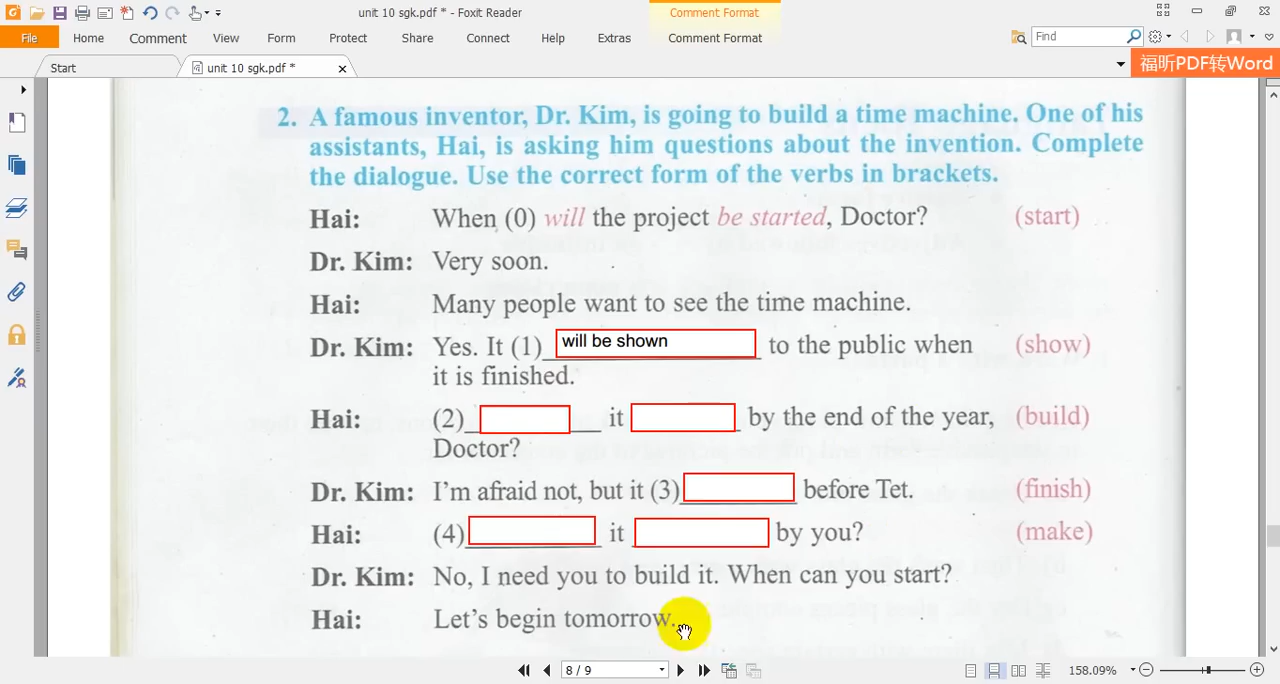 unit 10 sgk.pdf * - Foxit Reader
Comment Format
File Home Comment View Form Protect Share Connect Help Extras Comment Format
Find
Start
unit 10 sgk.pdf *
福昕PDF转Word
2. A famous inventor, Dr. Kim, is going to build a time machine. One of his
assistants, Hai, is asking him questions about the invention. Complete
the dialogue. Use the correct form of the verbs in brackets.
Hai: When (0) will the project be started, Doctor? (start)
Dr. Kim: Very soon.
Hai: Many people want to see the time machine.
Dr. Kim: Yes. It (1) will be shown to the public when (show)
it is finished.
Hai: (2) it by the end of the year, (build)
Doctor?
Dr. Kim: I'm afraid not, but it (3) before Tet. (finish)
Hai: (4) it by you? (make)
Dr. Kim: No, I need you to build it. When can you start?
Hai: Let's begin tomorrow.
8 / 9
158.09%